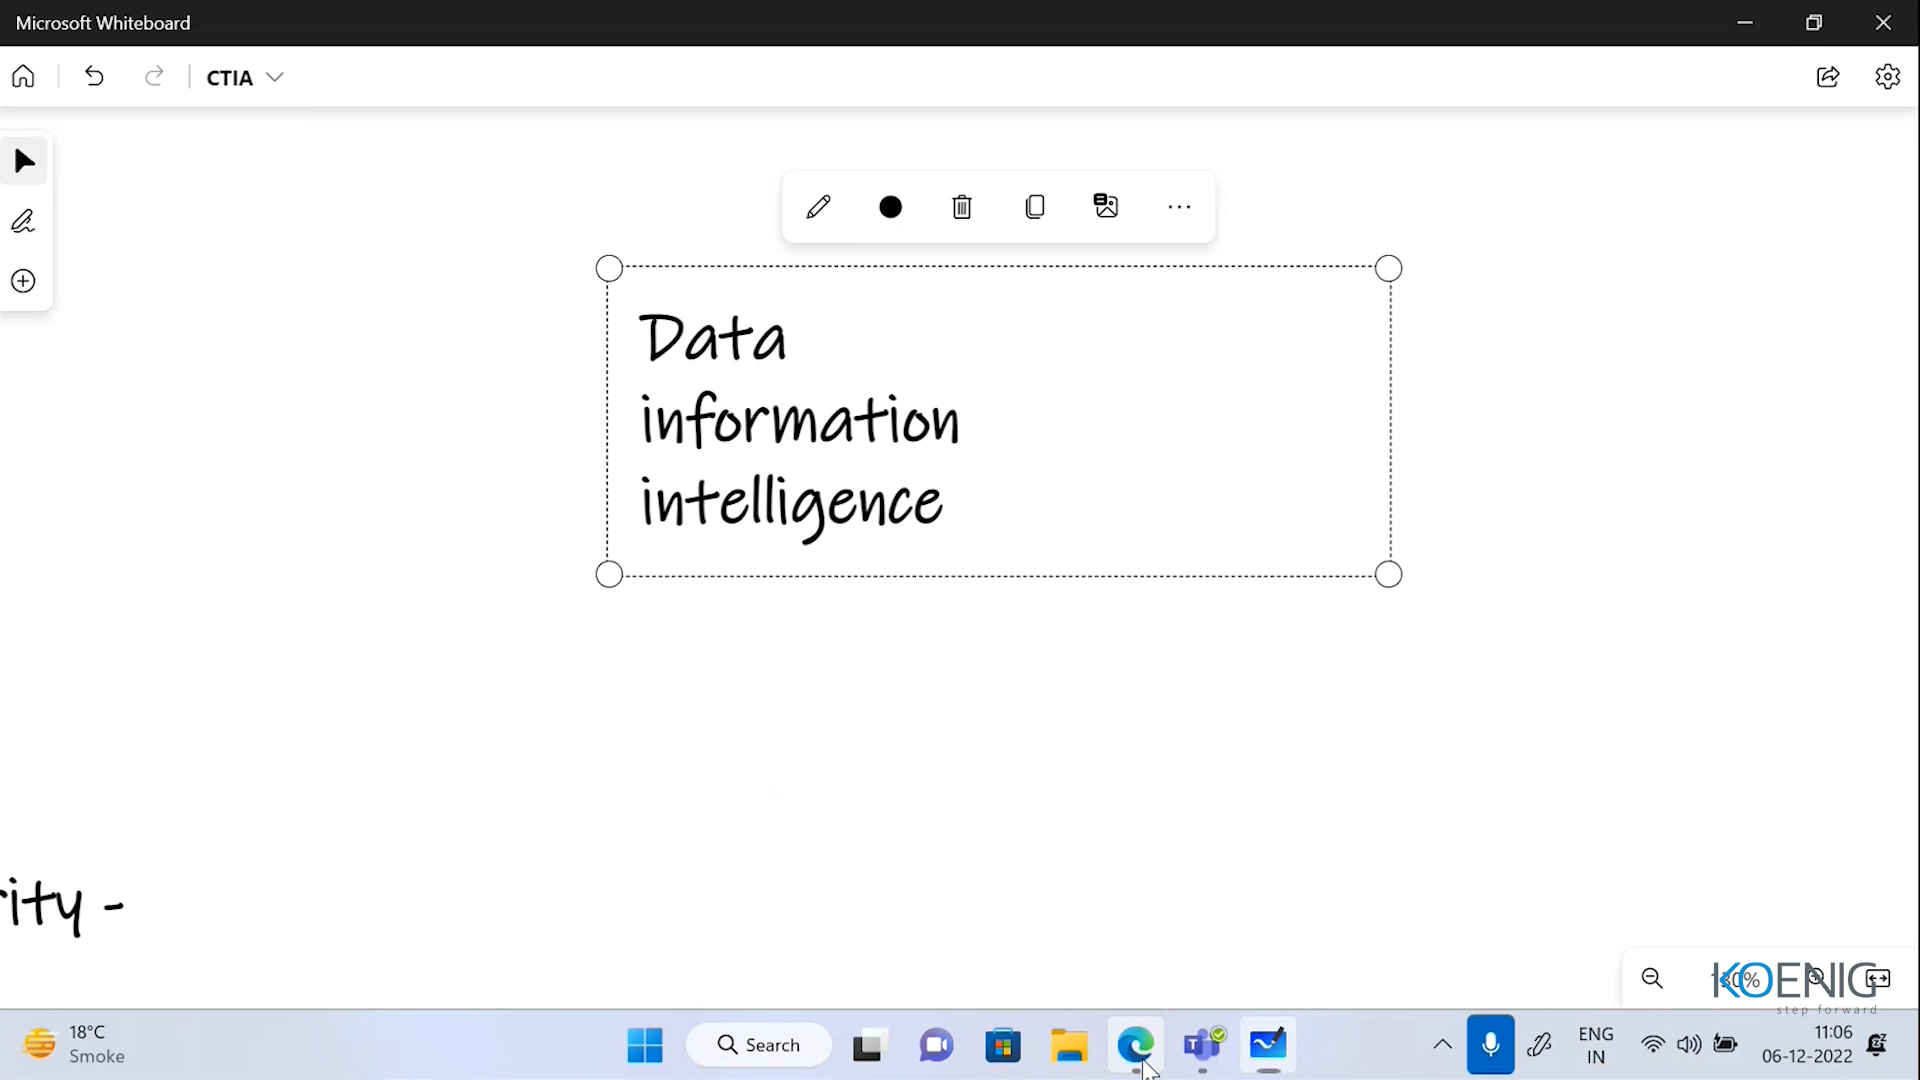 Microsoft Whiteboard
CTIA
Data
information
intelligence
rity -
KOENIG
step forward
18°C
Smoke
Search
ENG
IN
11:06
06-12-2022